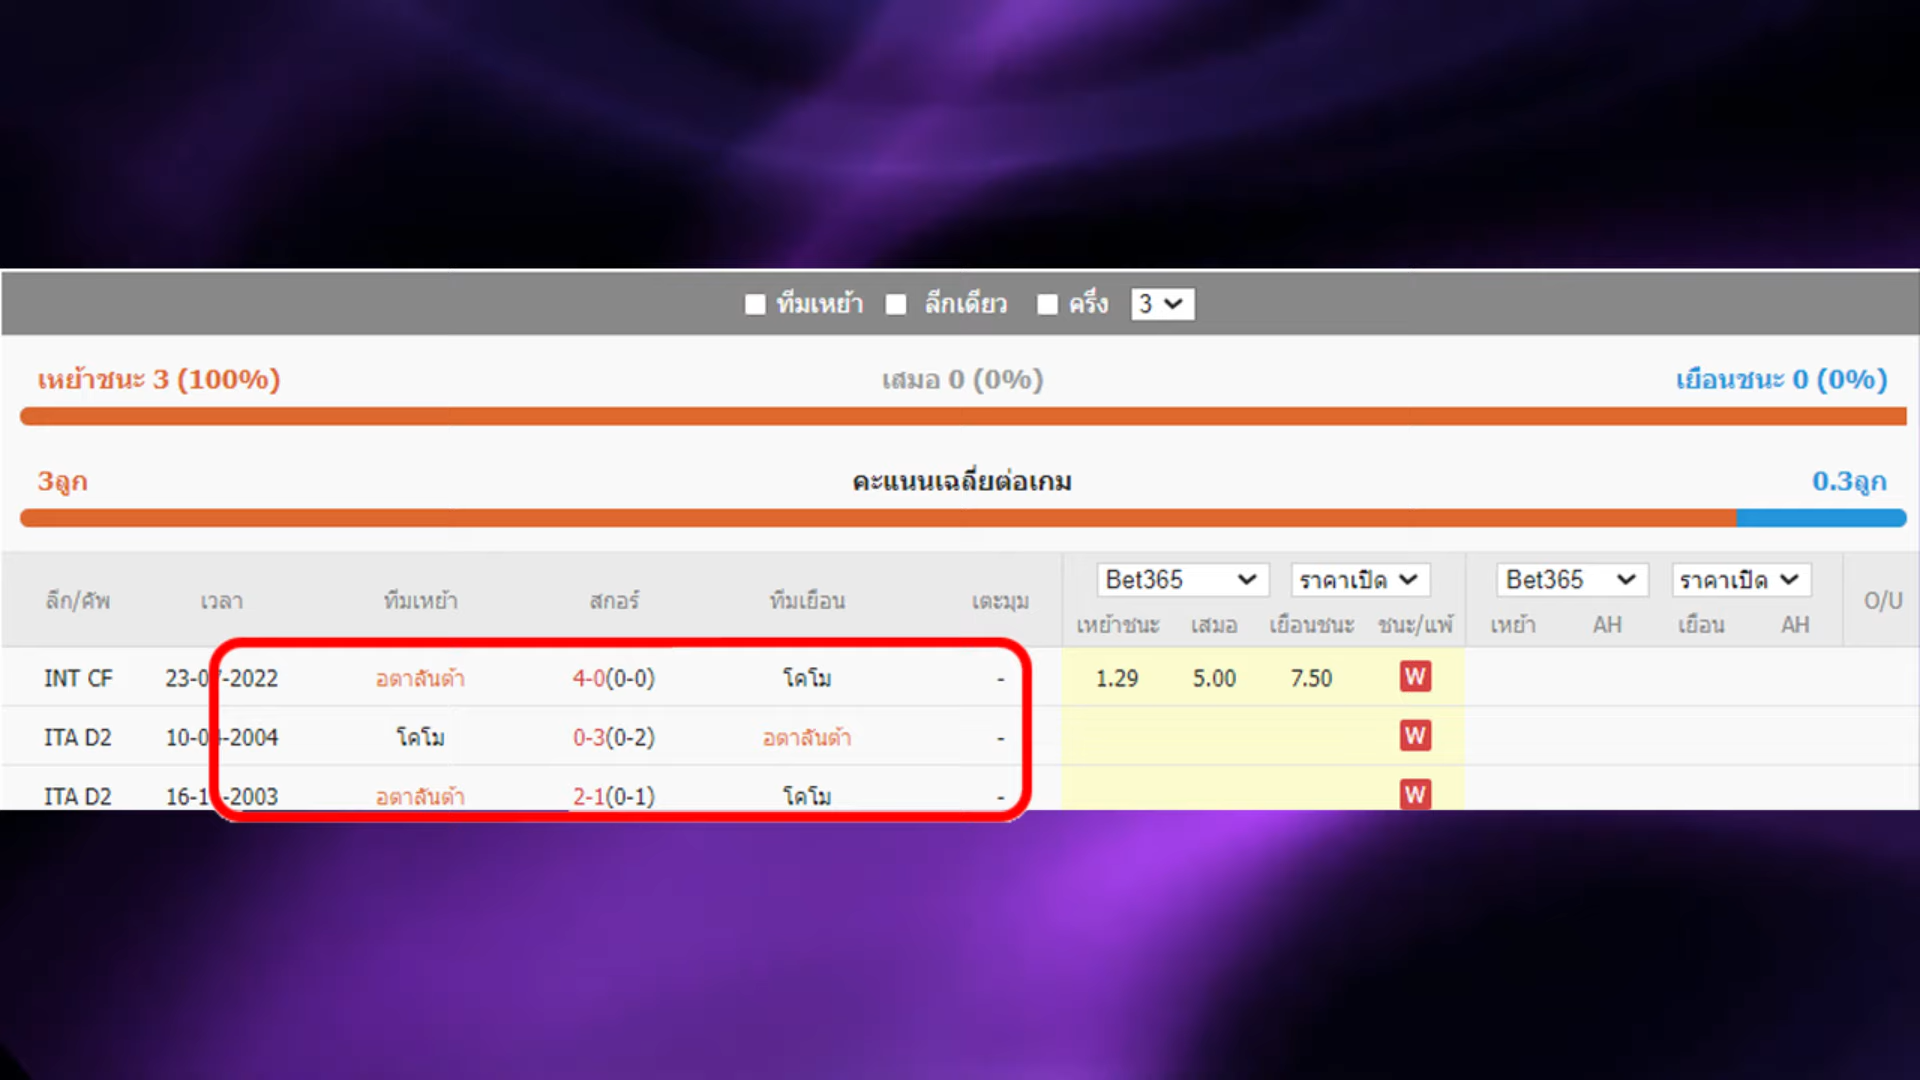 ทีมเหย้า ลีกเดียว ครึ่ง 3
เหย้าชนะ 3 (100%) เสมอ 0 (0%) เยือนชนะ 0 (0%)
3ลูก คะแนนเฉลี่ยต่อเกม 0.3ลูก
Bet365 ราคาเปิด Bet365 ราคาเปิด
ลีก/คัพ เวลา ทีมเหย้า สกอร์ ทีมเยือน เตะมุม O/U
เหย้าชนะ เสมอ เยือนชนะ ชนะ/แพ้ เหย้า AH เยือน AH
INT CF 23-07-2022 อตาลันต้า 4-0(0-0) โคโม - 1.29 5.00 7.50 W
ITA D2 โคโม 0-3(0-2) อตาลันต้า - W
ITA D2 อตาลันต้า 2-1(0-1) โคโม - W